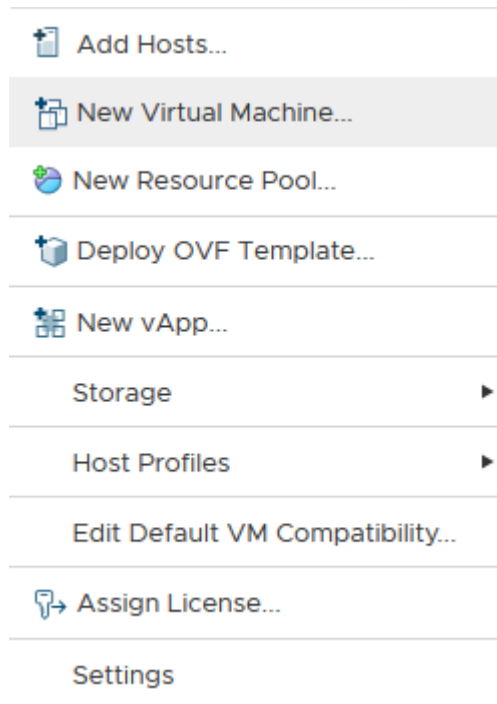 Add Hosts...
New Virtual Machine...
New Resource Pool...
Deploy OVF Template...
New vApp...
Storage
Host Profiles
Edit Default VM Compatibility...
Assign License...
Settings